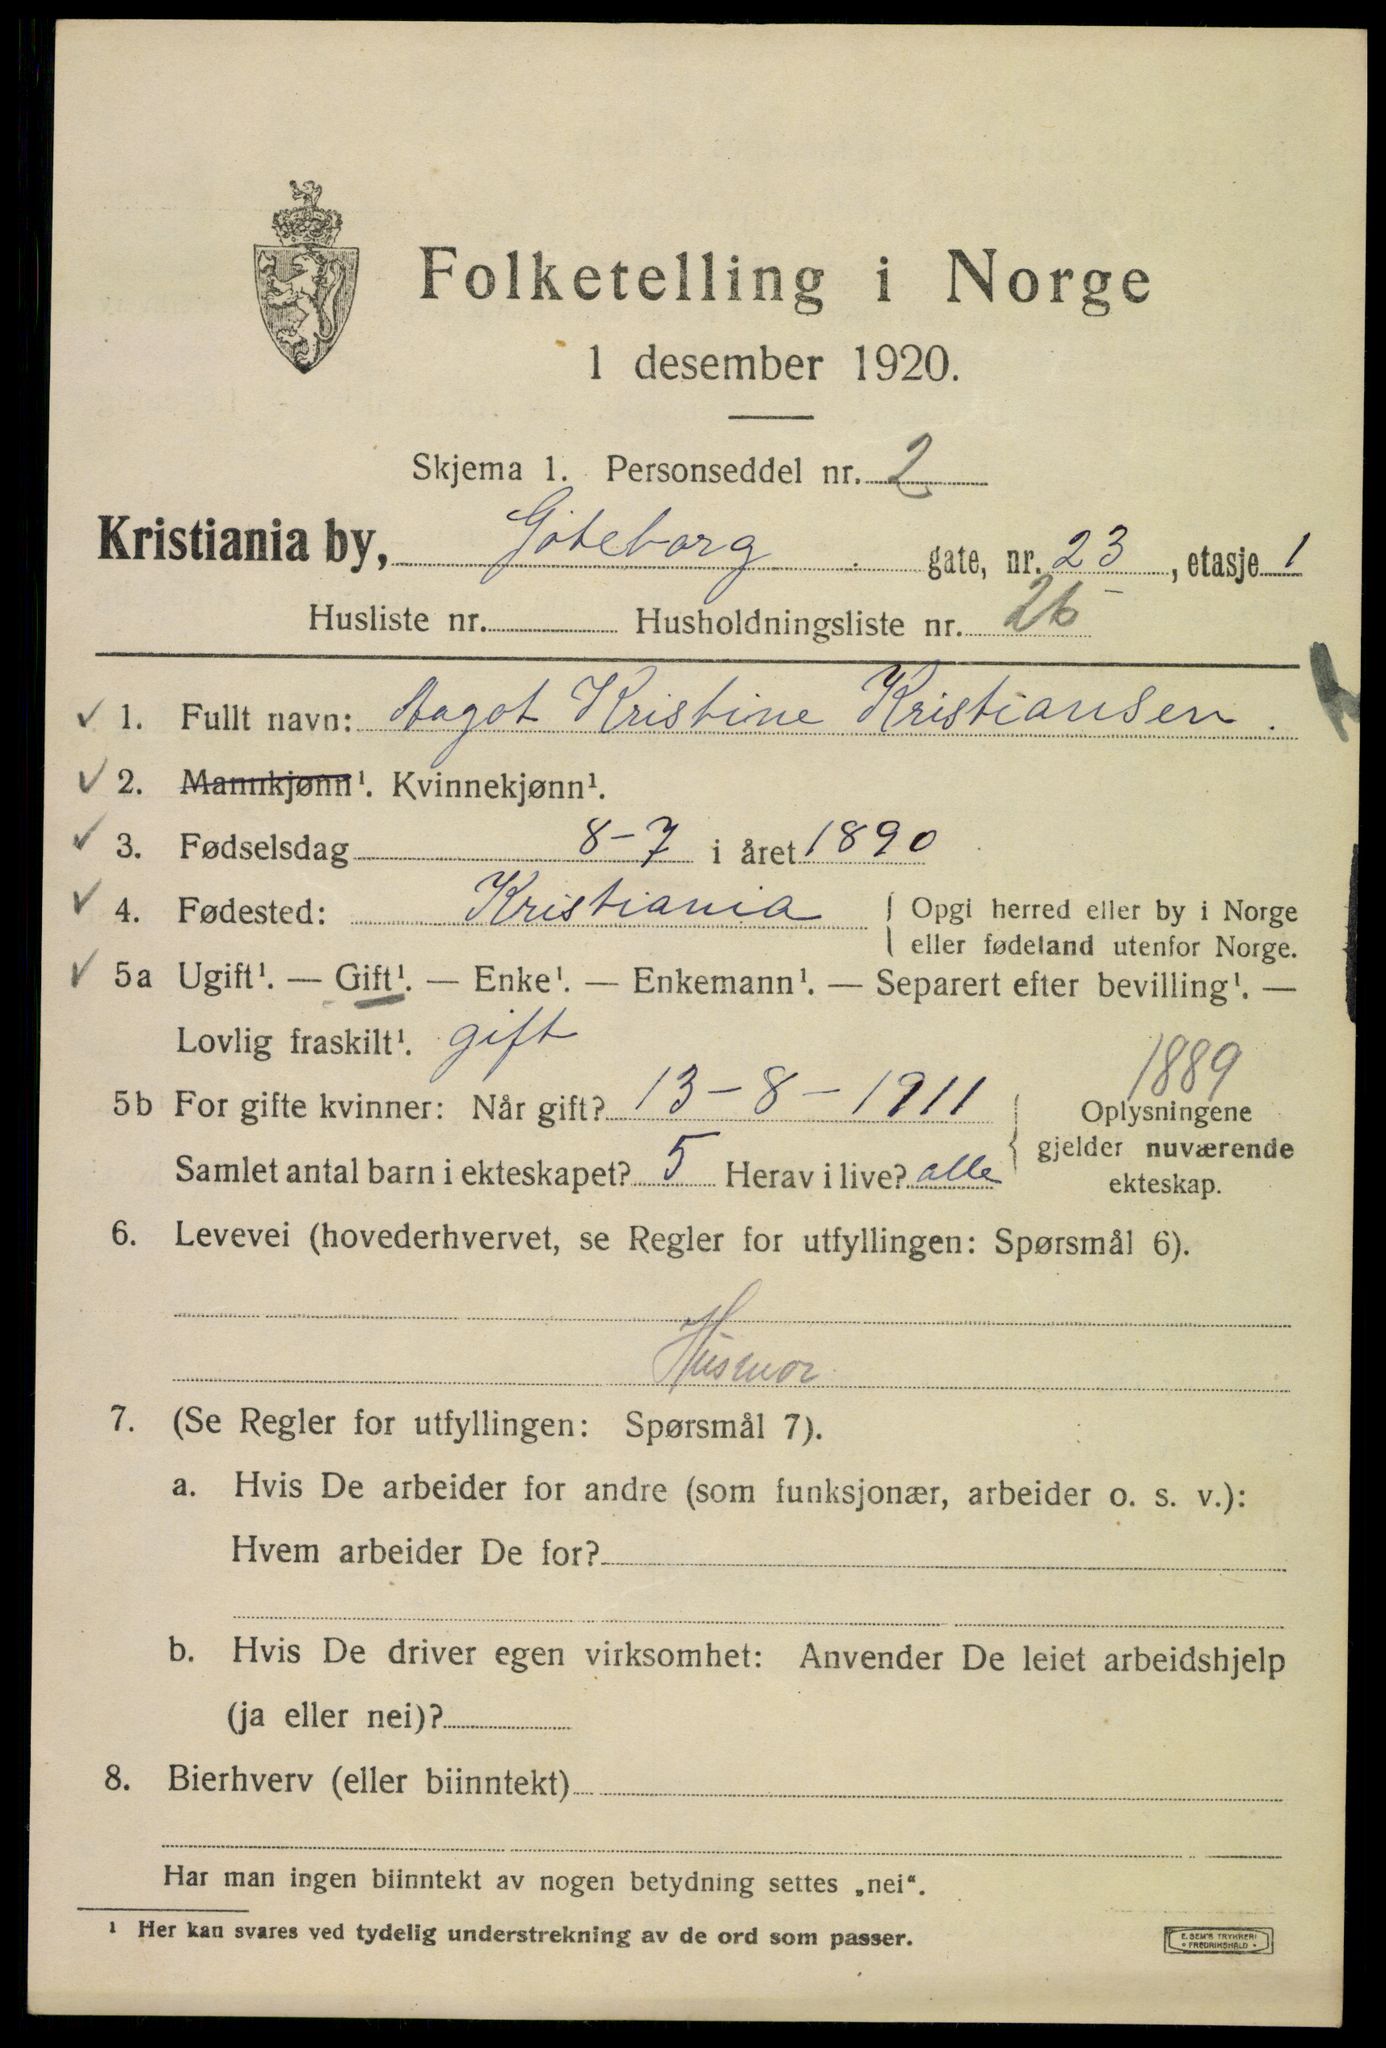 Folketelling i Norge
1 desember 1920.
Skjema 1. Personseddel nr. 2
Kristiania by, Göteborg gate, nr. 23, etasje 1
Husliste nr. Husholdningsliste nr. 26
1. Fullt navn: Aagot Kristine Kristiansen.
2. Mannkjønn¹. Kvinnekjønn¹.
3. Fødselsdag 8-7 i året 1890
4. Fødested: Kristiania Opgi herred eller by i Norge
eller fødeland utenfor Norge.
5a Ugift¹. — Gift¹. — Enke¹. — Enkemann¹. — Separert efter bevilling¹. —
Lovlig fraskilt¹. gift
1889
5b For gifte kvinner: Når gift? 13-8-1911 Oplysningene
gjelder nuværende
Samlet antal barn i ekteskapet? 5 Herav i live? alle ekteskap.
6. Levevei (hovederhvervet, se Regler for utfyllingen: Spørsmål 6).
Husmor
7. (Se Regler for utfyllingen: Spørsmål 7).
a. Hvis De arbeider for andre (som funksjonær, arbeider o. s. v.):
Hvem arbeider De for?
b. Hvis De driver egen virksomhet: Anvender De leiet arbeidshjelp
(ja eller nei)?
8. Bierhverv (eller biinntekt)
Har man ingen biinntekt av nogen betydning settes „nei“.
¹ Her kan svares ved tydelig understrekning av de ord som passer.
E. SEM'S TRYKKERI
• FREDRIKSHALD •